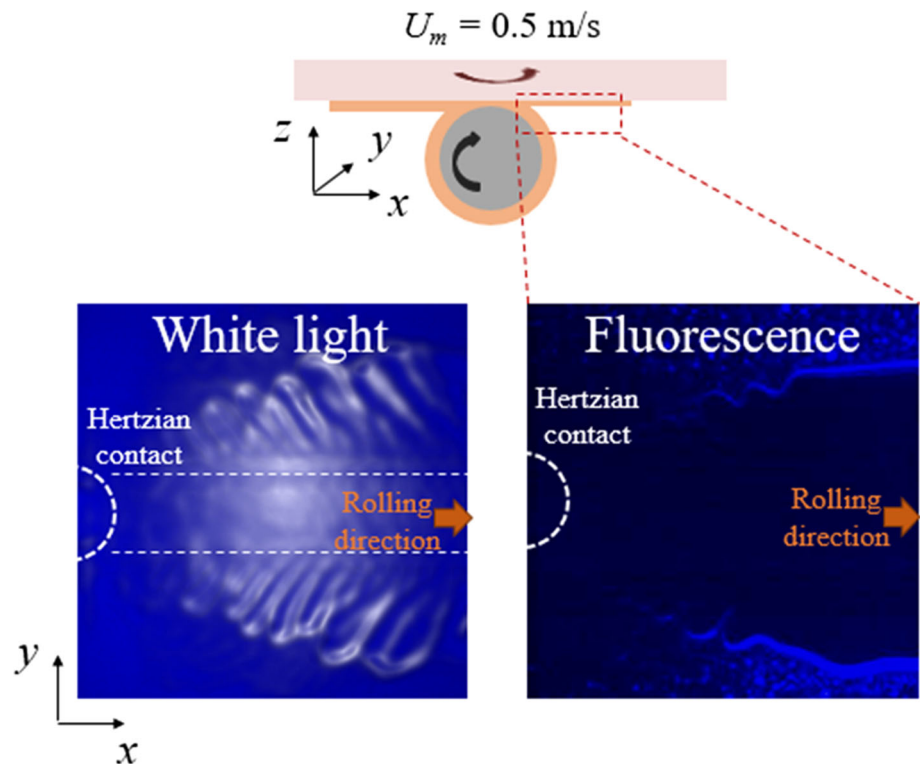 U_m = 0.5 m/s
z
y
x
White light
Hertzian
contact
Rolling
direction
Fluorescence
Hertzian
contact
Rolling
direction
y
x